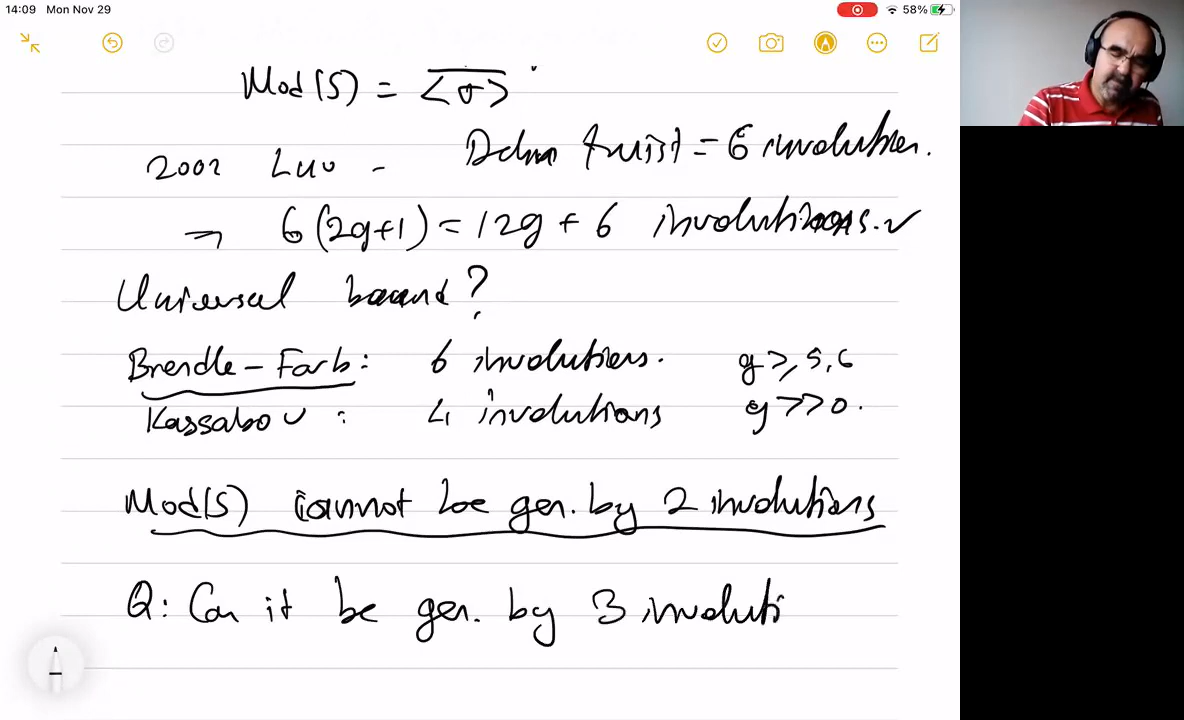 14:09 Mon Nov 29 58%
Mod(S) = <σ>
2002 Luo - Dehn twist = 6 involutions.
⇒ 6(2g+1) = 12g + 6 involutions. ✓
Universal bound?
Brendle-Farb: 6 involutions. g ≥ 5, 6
Kassabov: 4 involutions g >> 0.
Mod(S) cannot be gen. by 2 involutions
Q: Can it be gen. by 3 involuti